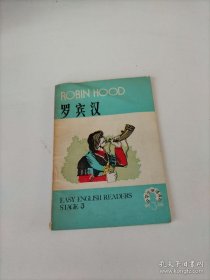 ROBIN HOOD
罗宾汉
EASY ENGLISH READERS
STAGE 3